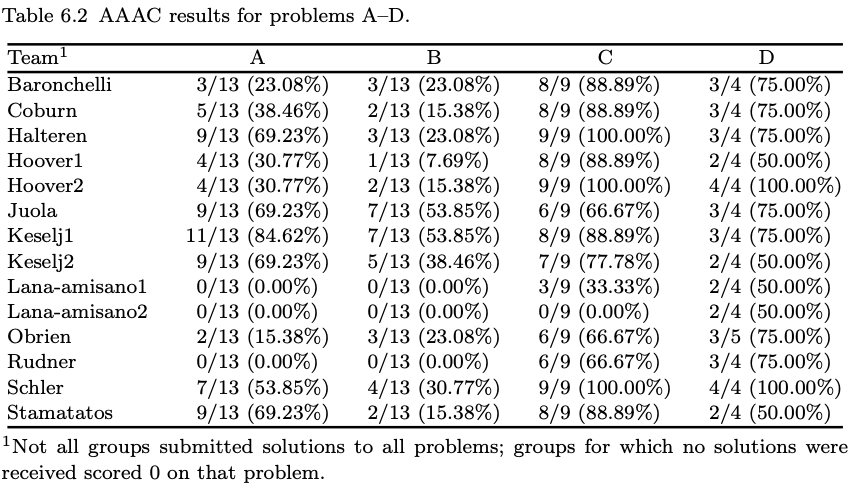 Table 6.2 AAAC results for problems A–D.
Team¹ A B C D
Baronchelli 3/13 (23.08%) 3/13 (23.08%) 8/9 (88.89%) 3/4 (75.00%)
Coburn 5/13 (38.46%) 2/13 (15.38%) 8/9 (88.89%) 3/4 (75.00%)
Halteren 9/13 (69.23%) 3/13 (23.08%) 9/9 (100.00%) 3/4 (75.00%)
Hoover1 4/13 (30.77%) 1/13 (7.69%) 8/9 (88.89%) 2/4 (50.00%)
Hoover2 4/13 (30.77%) 2/13 (15.38%) 9/9 (100.00%) 4/4 (100.00%)
Juola 9/13 (69.23%) 7/13 (53.85%) 6/9 (66.67%) 3/4 (75.00%)
Keselj1 11/13 (84.62%) 7/13 (53.85%) 8/9 (88.89%) 3/4 (75.00%)
Keselj2 9/13 (69.23%) 5/13 (38.46%) 7/9 (77.78%) 2/4 (50.00%)
Lana-amisano1 0/13 (0.00%) 0/13 (0.00%) 3/9 (33.33%) 2/4 (50.00%)
Lana-amisano2 0/13 (0.00%) 0/13 (0.00%) 0/9 (0.00%) 2/4 (50.00%)
Obrien 2/13 (15.38%) 3/13 (23.08%) 6/9 (66.67%) 3/5 (75.00%)
Rudner 0/13 (0.00%) 0/13 (0.00%) 6/9 (66.67%) 3/4 (75.00%)
Schler 7/13 (53.85%) 4/13 (30.77%) 9/9 (100.00%) 4/4 (100.00%)
Stamatatos 9/13 (69.23%) 2/13 (15.38%) 8/9 (88.89%) 2/4 (50.00%)
¹Not all groups submitted solutions to all problems; groups for which no solutions were
received scored 0 on that problem.